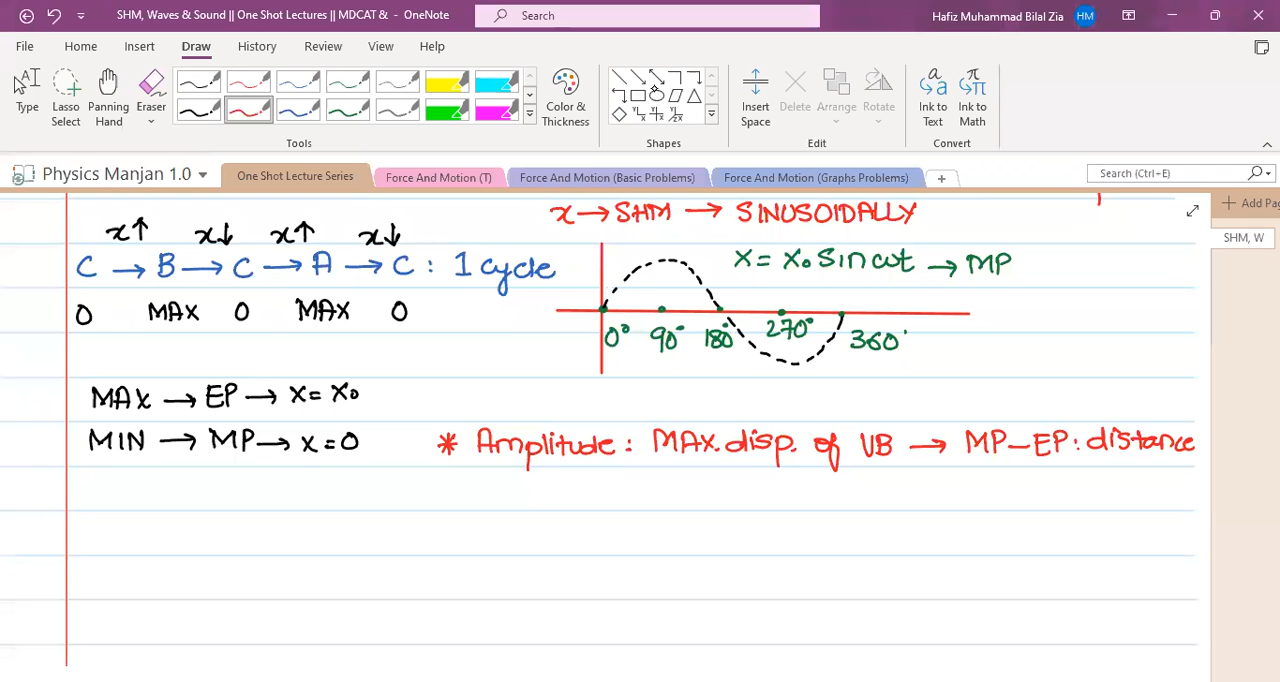 SHM, Waves & Sound || One Shot Lectures || MDCAT & - OneNote
Search
Hafiz Muhammad Bilal Zia
HM
File Home Insert Draw History Review View Help
Type
Lasso Select
Panning Hand
Eraser
Color & Thickness
Insert Space
Delete
Arrange
Rotate
Ink to Text
Ink to Math
Tools
Shapes
Edit
Convert
Physics Manjan 1.0
One Shot Lecture Series
Force And Motion (T)
Force And Motion (Basic Problems)
Force And Motion (Graphs Problems)
Search (Ctrl+E)
Add Pag
SHM, W
x → SHM → SINUSOIDALLY
x↑ x↓ x↑ x↓
C → B → C → A → C : 1 cycle
0 MAX 0 MAX 0
x = x₀ Sin ωt → MP
0° 90° 180° 270° 360°
MAX → EP → x = x₀
MIN → MP → x = 0
* Amplitude : MAX. disp. of VB → MP-EP : distance